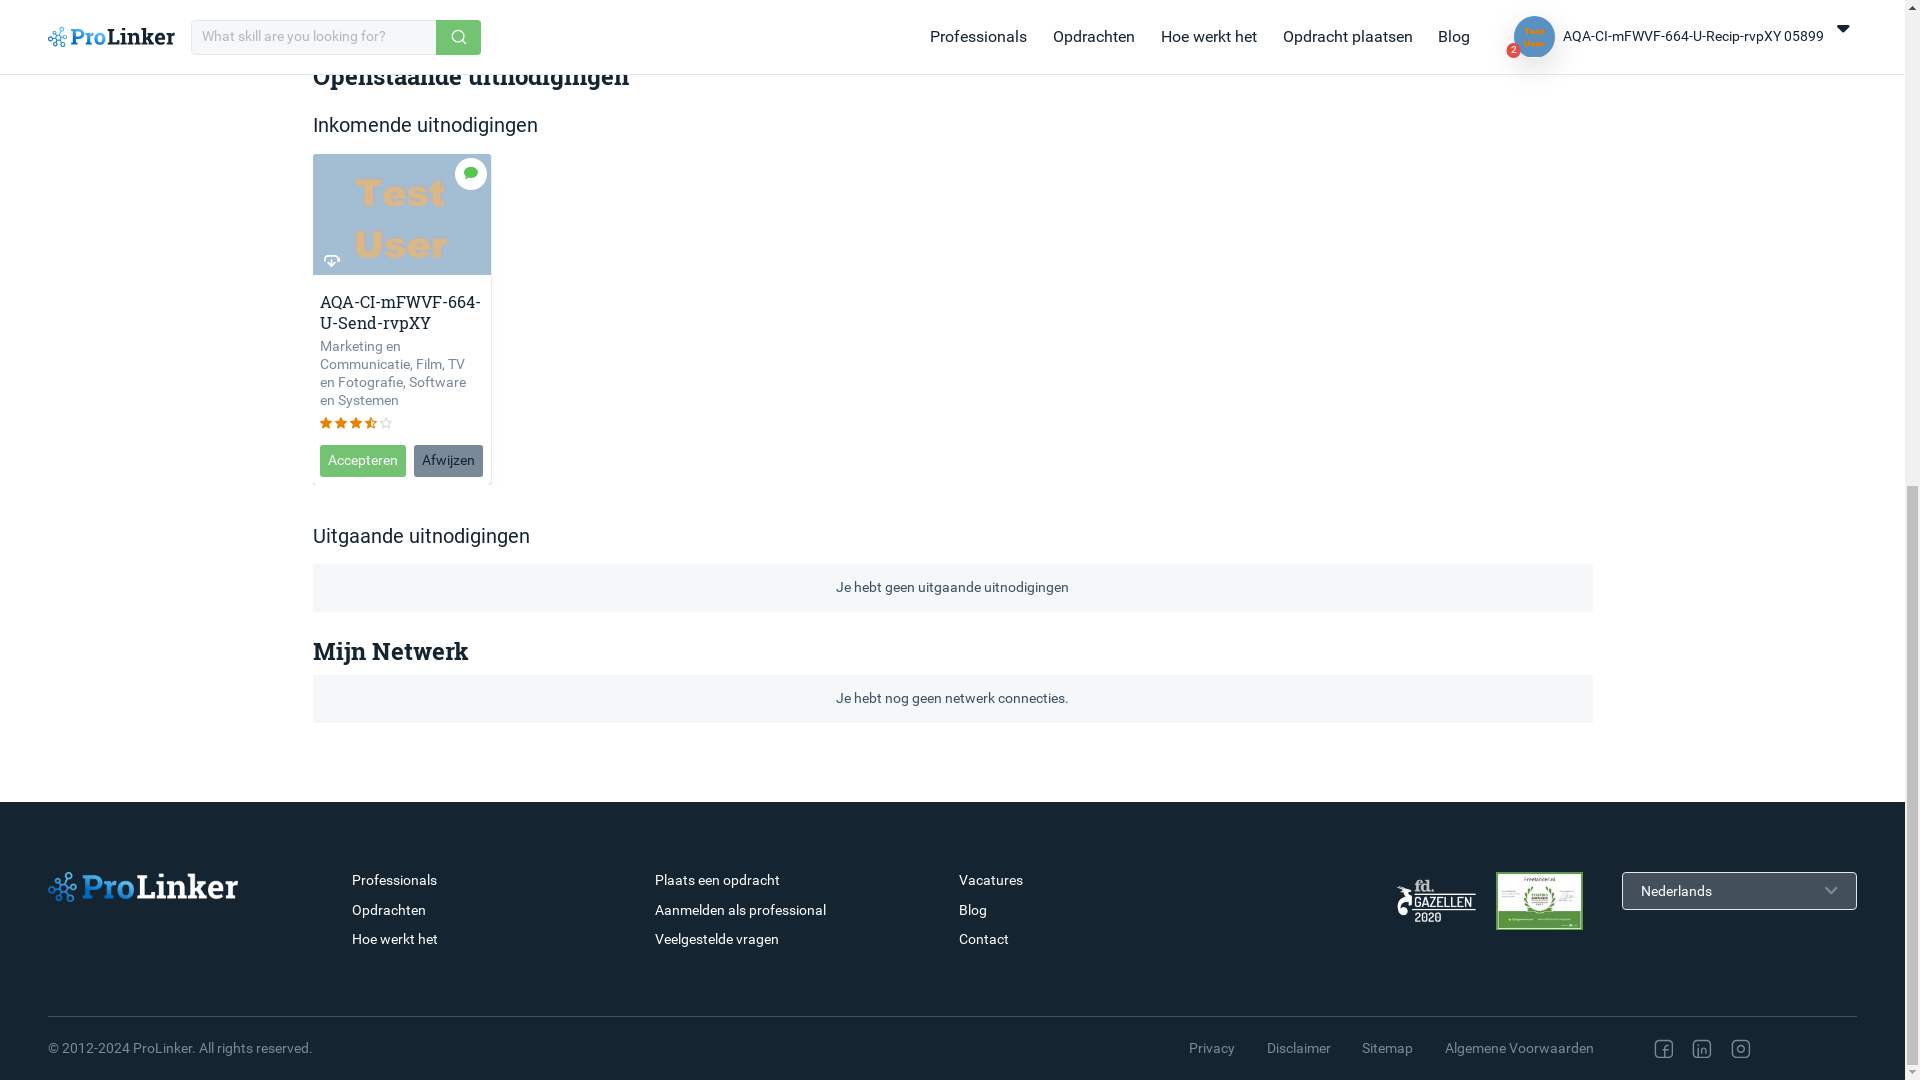 ProLinker
What skill are you looking for?
Professionals
Opdrachten
Hoe werkt het
Opdracht plaatsen
Blog
Test
User
2
AQA-CI-mFWVF-664-U-Recip-rvpXY 05899
Openstaande uitnodigingen
Inkomende uitnodigingen
Test
User
AQA-CI-mFWVF-664-
U-Send-rvpXY
Marketing en
Communicatie, Film, TV
en Fotografie, Software
en Systemen
Accepteren
Afwijzen
Uitgaande uitnodigingen
Je hebt geen uitgaande uitnodigingen
Mijn Netwerk
Je hebt nog geen netwerk connecties.
ProLinker
Professionals
Opdrachten
Hoe werkt het
Plaats een opdracht
Aanmelden als professional
Veelgestelde vragen
Vacatures
Blog
Contact
fd.
GAZELLEN
2020
Freelancer.nl
Nederlands
© 2012-2024 ProLinker. All rights reserved.
Privacy
Disclaimer
Sitemap
Algemene Voorwaarden